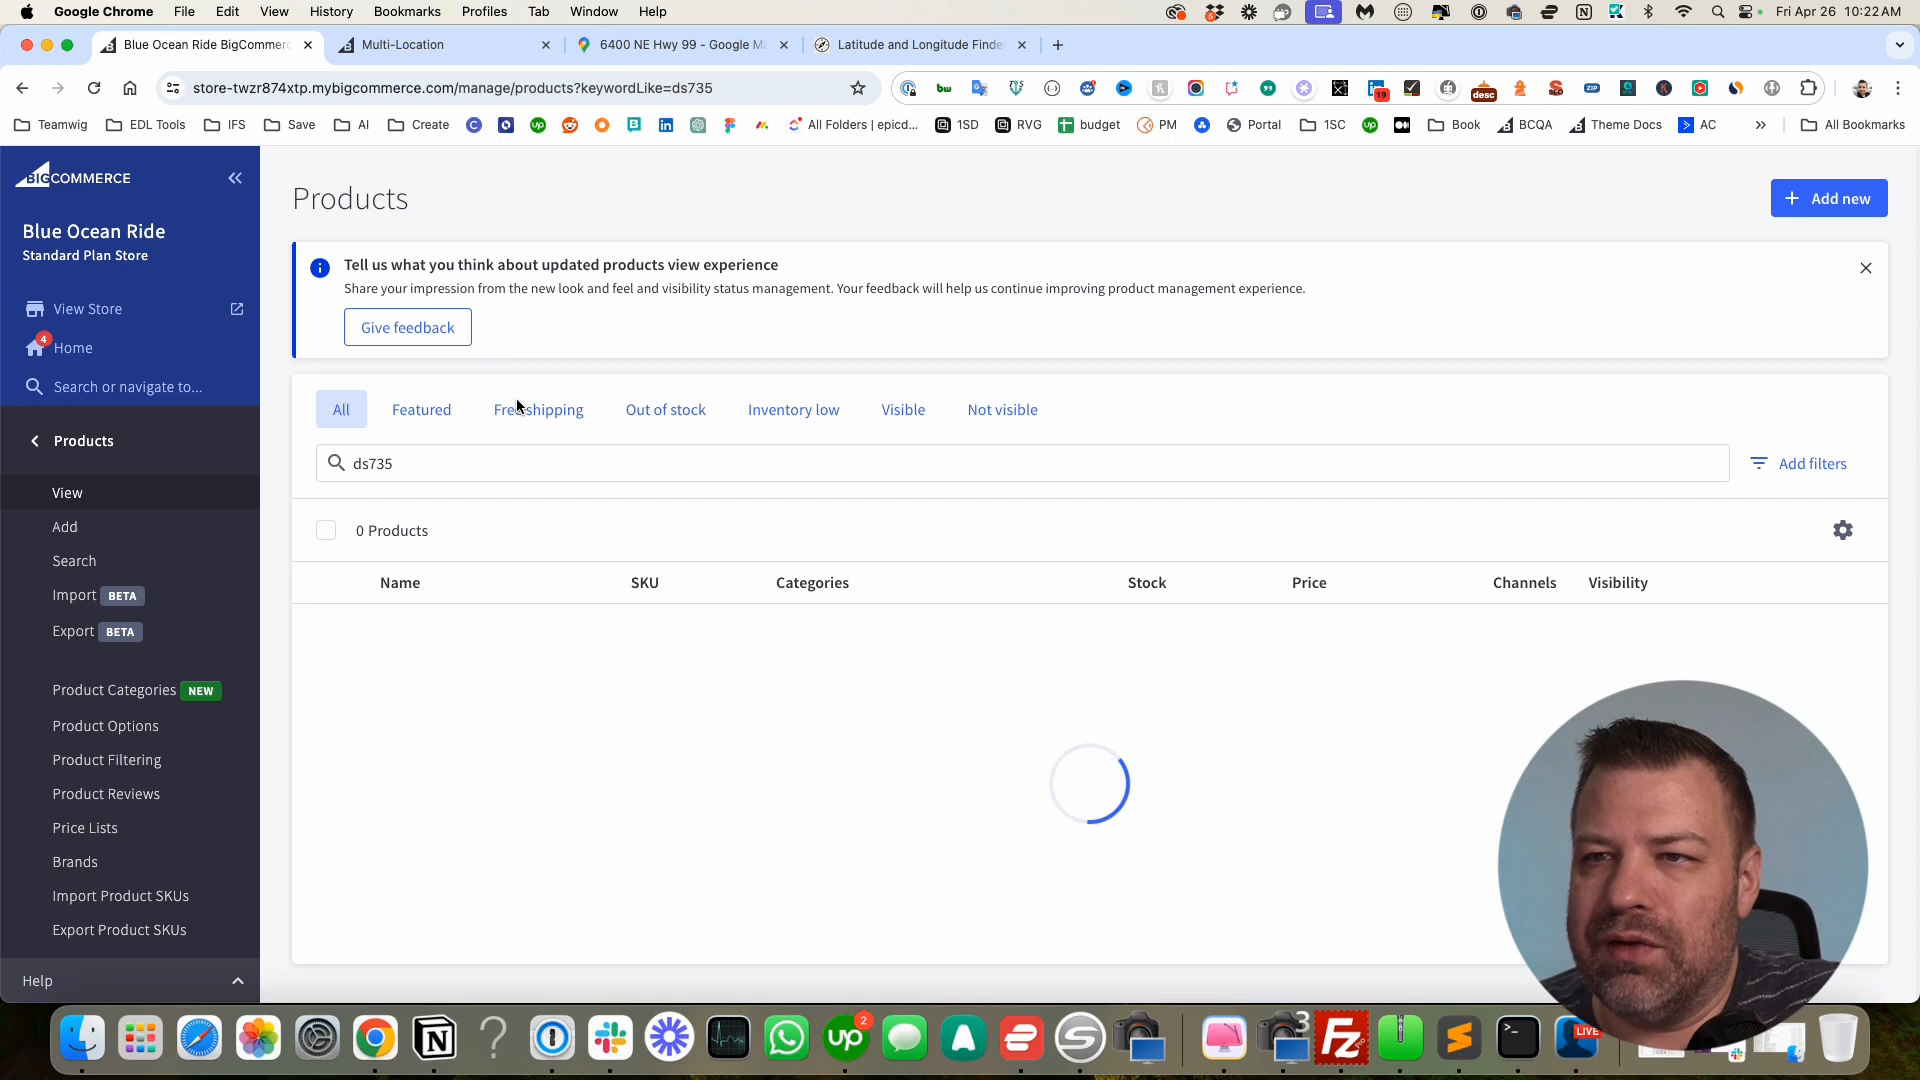 Google Chrome File Edit View History Bookmarks Profiles Tab Window Help Fri Apr 26 10:22 AM
Blue Ocean Ride BigCommerc Multi-Location 6400 NE Hwy 99 - Google M Latitude and Longitude Finde
store-twzr874xtp.mybigcommerce.com/manage/products?keywordLike=ds735
Teamwig EDL Tools IFS Save AI Create All Folders | epicd... 1SD RVG budget PM Portal 1SC Book BCQA Theme Docs AC All Bookmarks
BIGCOMMERCE
Blue Ocean Ride
Standard Plan Store
View Store
4
Home
Search or navigate to...
Products
View
Add
Search
Import BETA
Export BETA
Product Categories NEW
Product Options
Product Filtering
Product Reviews
Price Lists
Brands
Import Product SKUs
Export Product SKUs
Help
Products
Add new
Tell us what you think about updated products view experience
Share your impression from the new look and feel and visibility status management. Your feedback will help us continue improving product management experience.
Give feedback
All Featured Free shipping Out of stock Inventory low Visible Not visible
ds735
Add filters
0 Products
Name SKU Categories Stock Price Channels Visibility
up 2 3 Fz LIVE